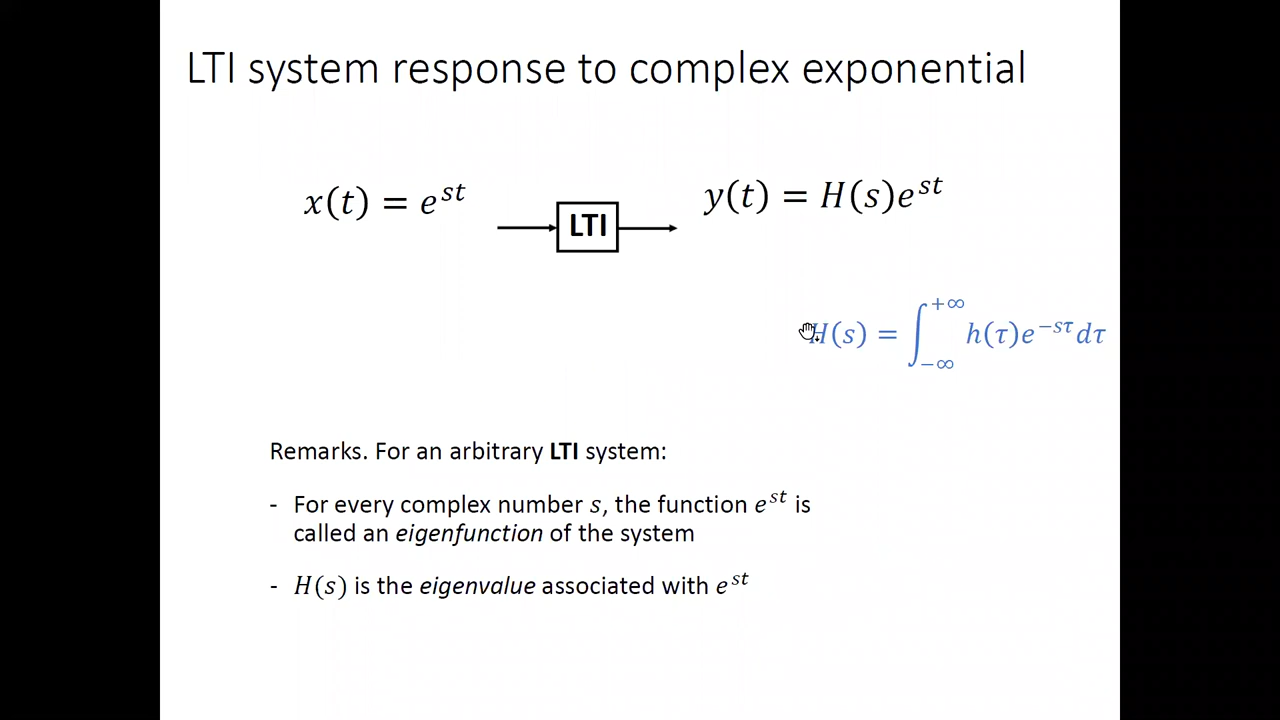 LTI system response to complex exponential
x(t) = e^{st}
LTI
y(t) = H(s)e^{st}
H(s) = ∫_{−∞}^{+∞} h(τ)e^{−sτ}dτ
Remarks. For an arbitrary LTI system:
- For every complex number s, the function e^{st} is
called an eigenfunction of the system
- H(s) is the eigenvalue associated with e^{st}